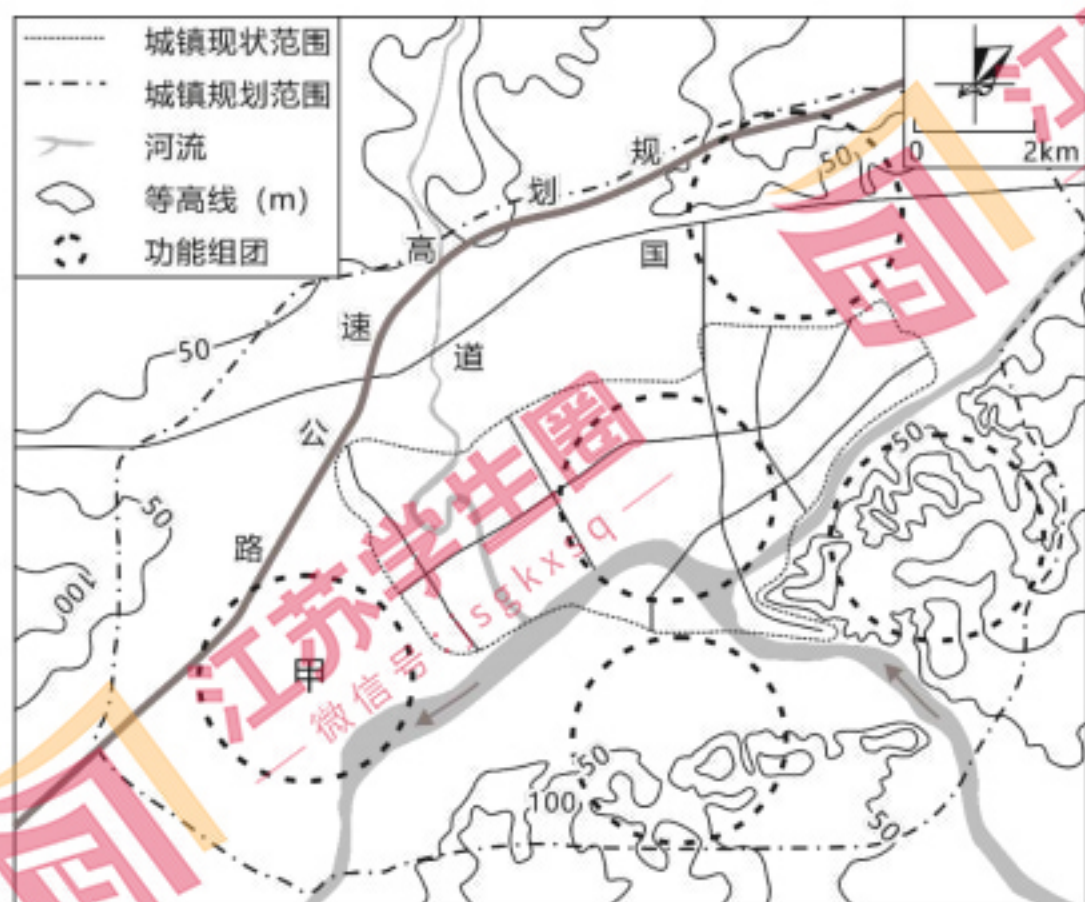 城镇现状范围
城镇规划范围
河流
等高线（m）
功能组团
0 2km
规
划
高
速
公
路
国
道
50
50
50
100
50
50
100
50
甲
江苏学生圈
微信号：sgkxsq
江